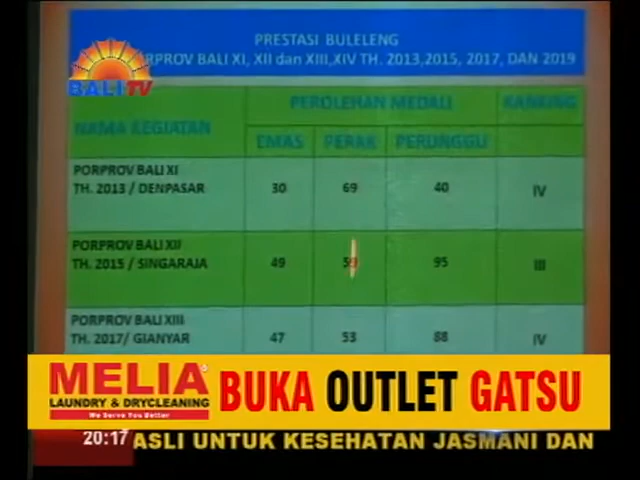 PRESTASI BULELENG
PRPROV BALI XI, XII dan XIII,XIV TH. 2013,2015, 2017, DAN 2019
BALI TV
NAMA KEGIATAN
PEROLEHAN MEDALI
RANKING
EMAS
PERAK
PERUNGGU
PORPROV BALI XI
TH. 2013 / DENPASAR
30
69
40
IV
PORPROV BALI XII
TH. 2015 / SINGARAJA
49
95
III
PORPROV BALI XIII
TH. 2017/ GIANYAR
47
53
88
IV
MELIA
LAUNDRY & DRYCLEANING
We Serve You Better
BUKA OUTLET GATSU
20:17
ASLI UNTUK KESEHATAN JASMANI DAN